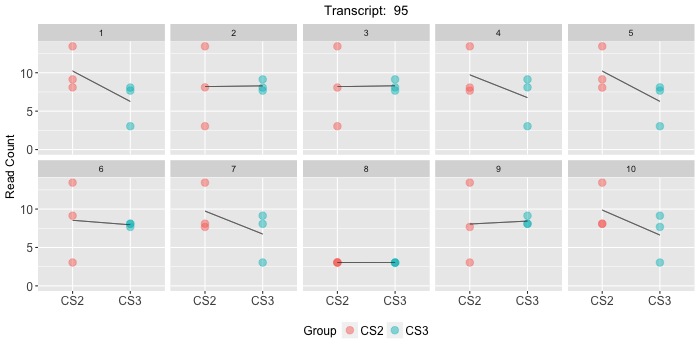 Transcript: 95
1 2 3 4 5
10
5
0
Read Count
6 7 8 9 10
10
5
0
CS2 CS3 CS2 CS3 CS2 CS3 CS2 CS3 CS2 CS3
Group CS2 CS3